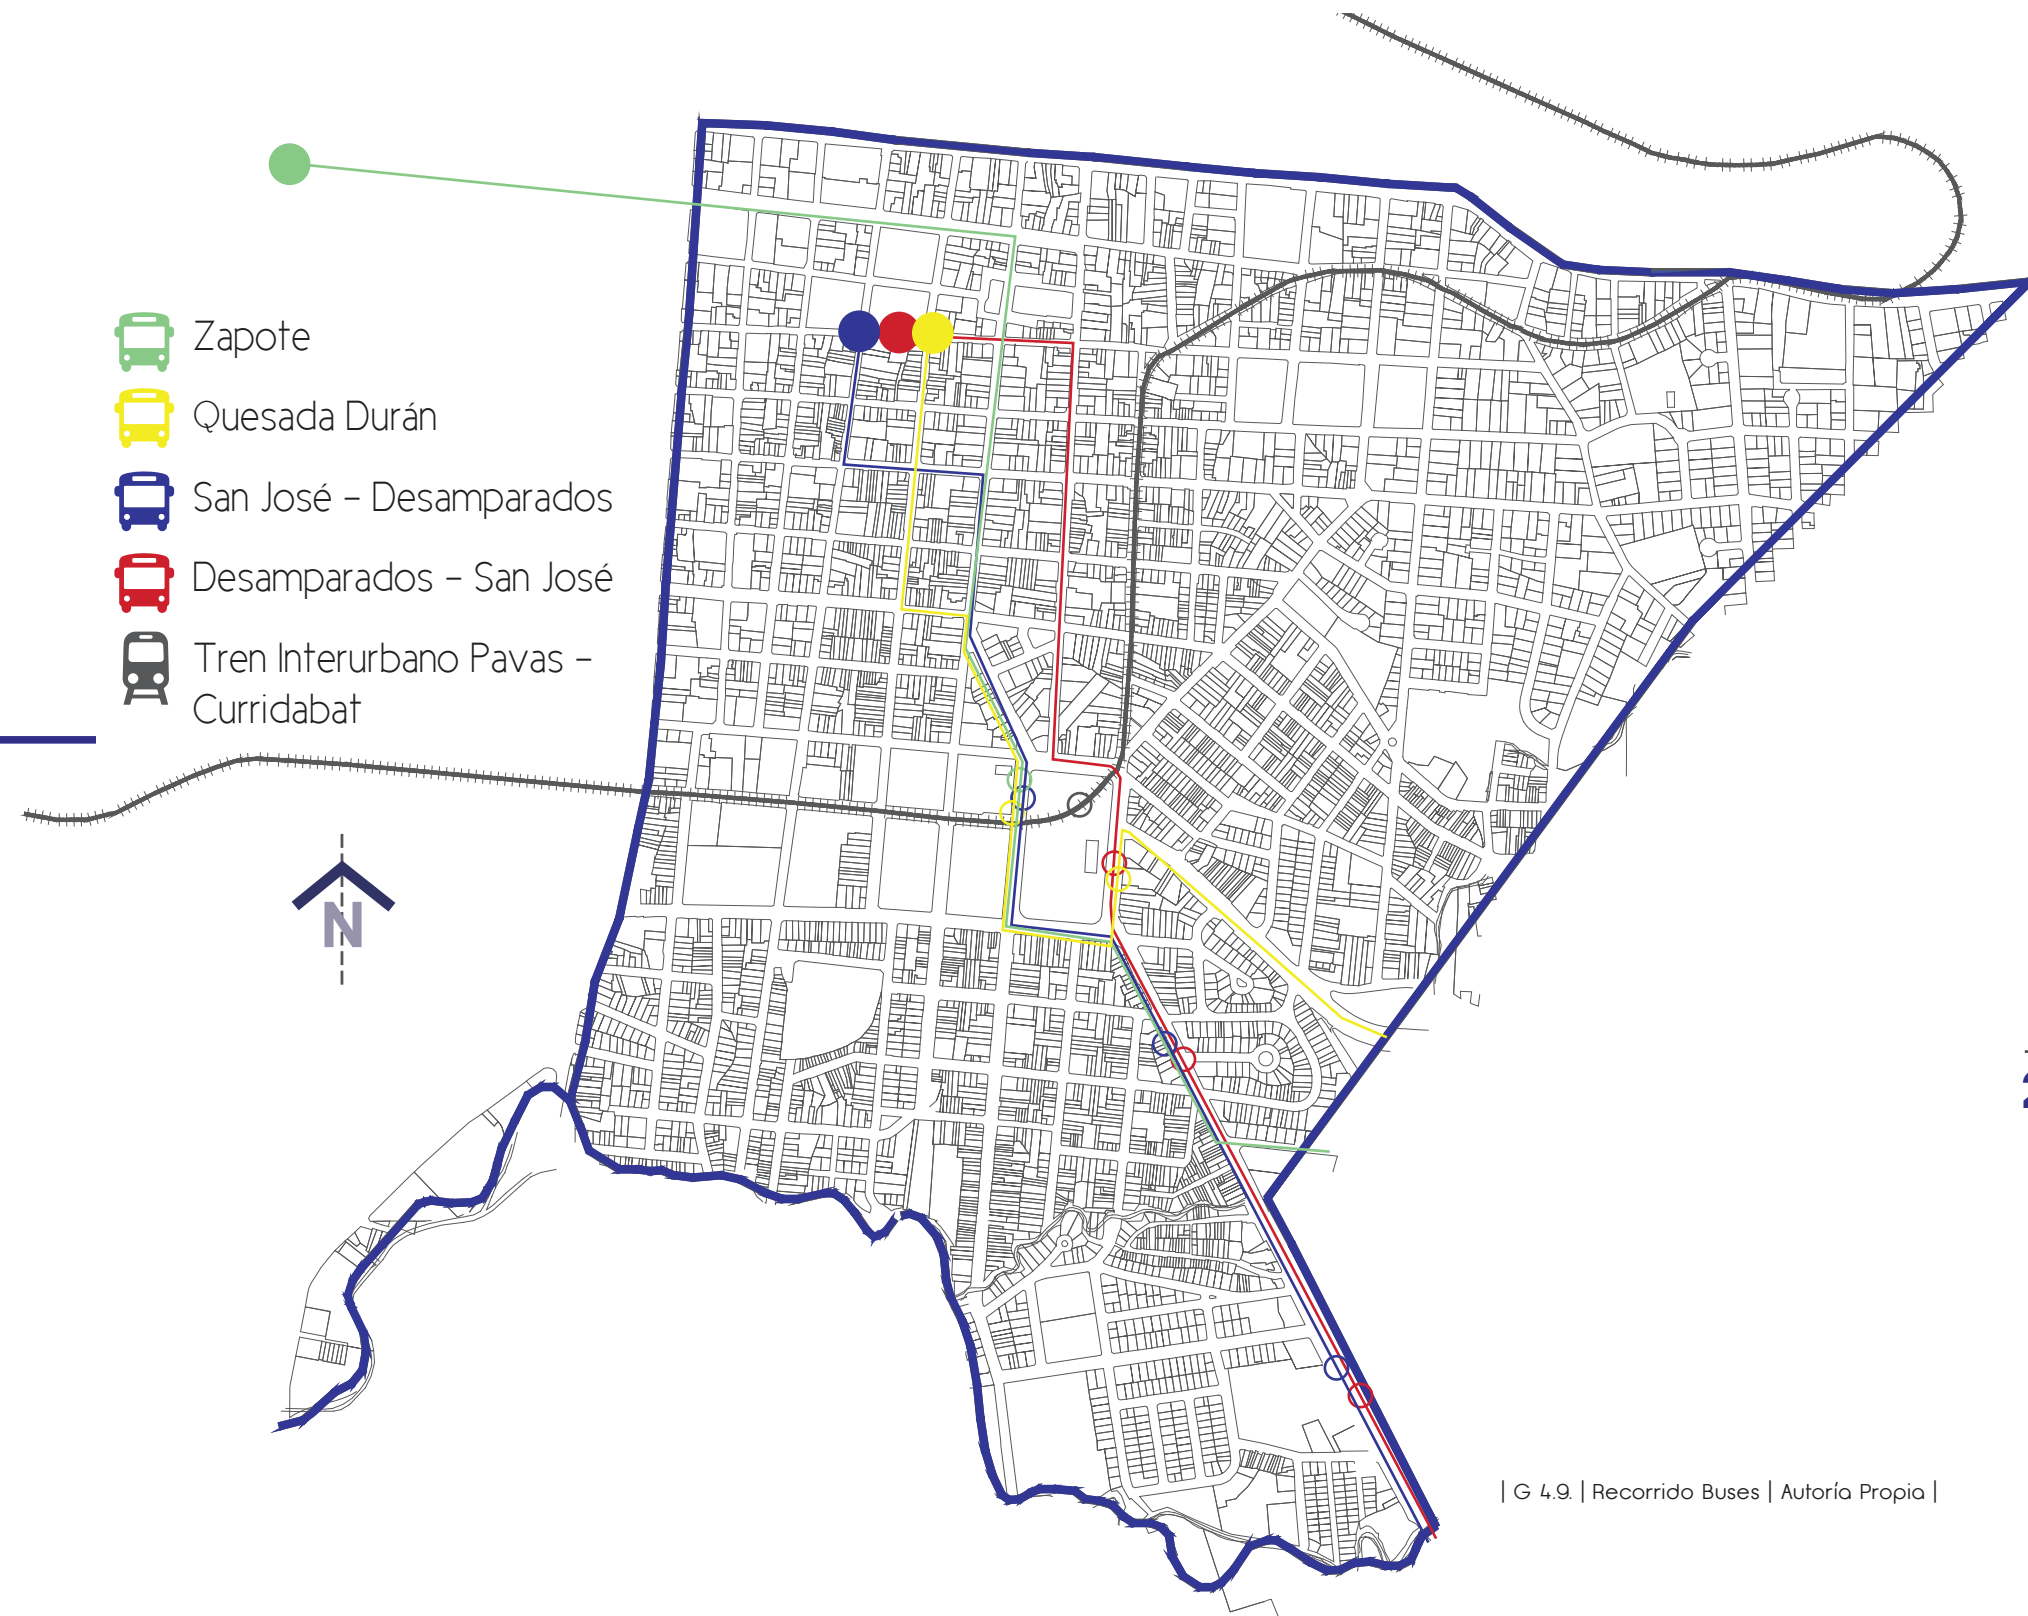 Zapote
Quesada Durán
San José - Desamparados
Desamparados - San José
Tren Interurbano Pavas -
Curridabat
N
| G 4.9. | Recorrido Buses | Autoría Propia |